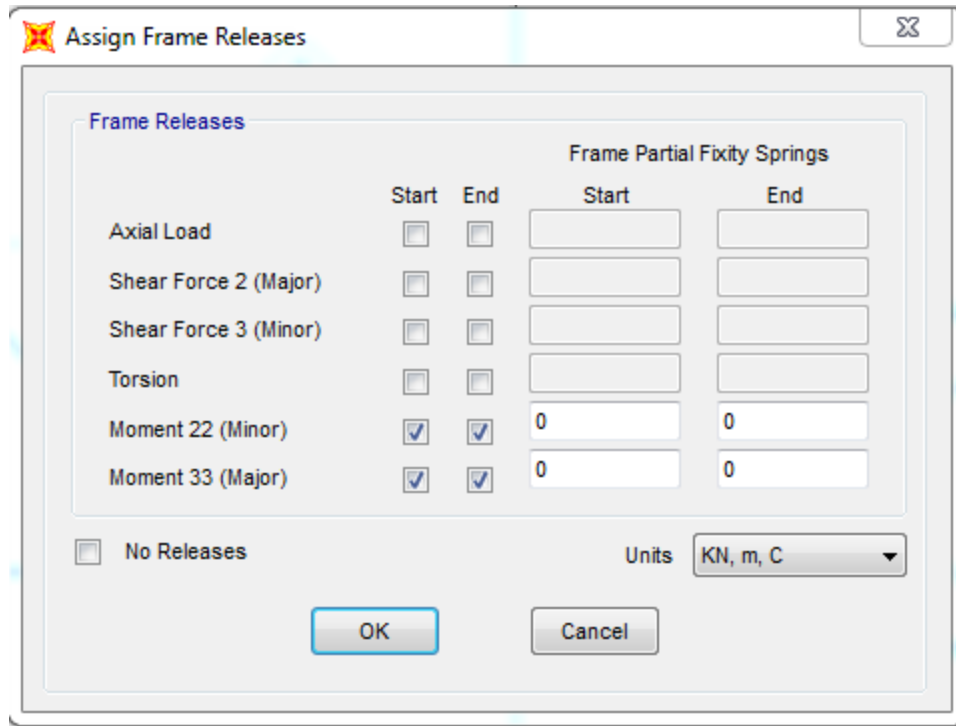 Assign Frame Releases
Frame Releases
Frame Partial Fixity Springs
Start End Start End
Axial Load
Shear Force 2 (Major)
Shear Force 3 (Minor)
Torsion
Moment 22 (Minor) 0 0
Moment 33 (Major) 0 0
No Releases Units KN, m, C
OK Cancel